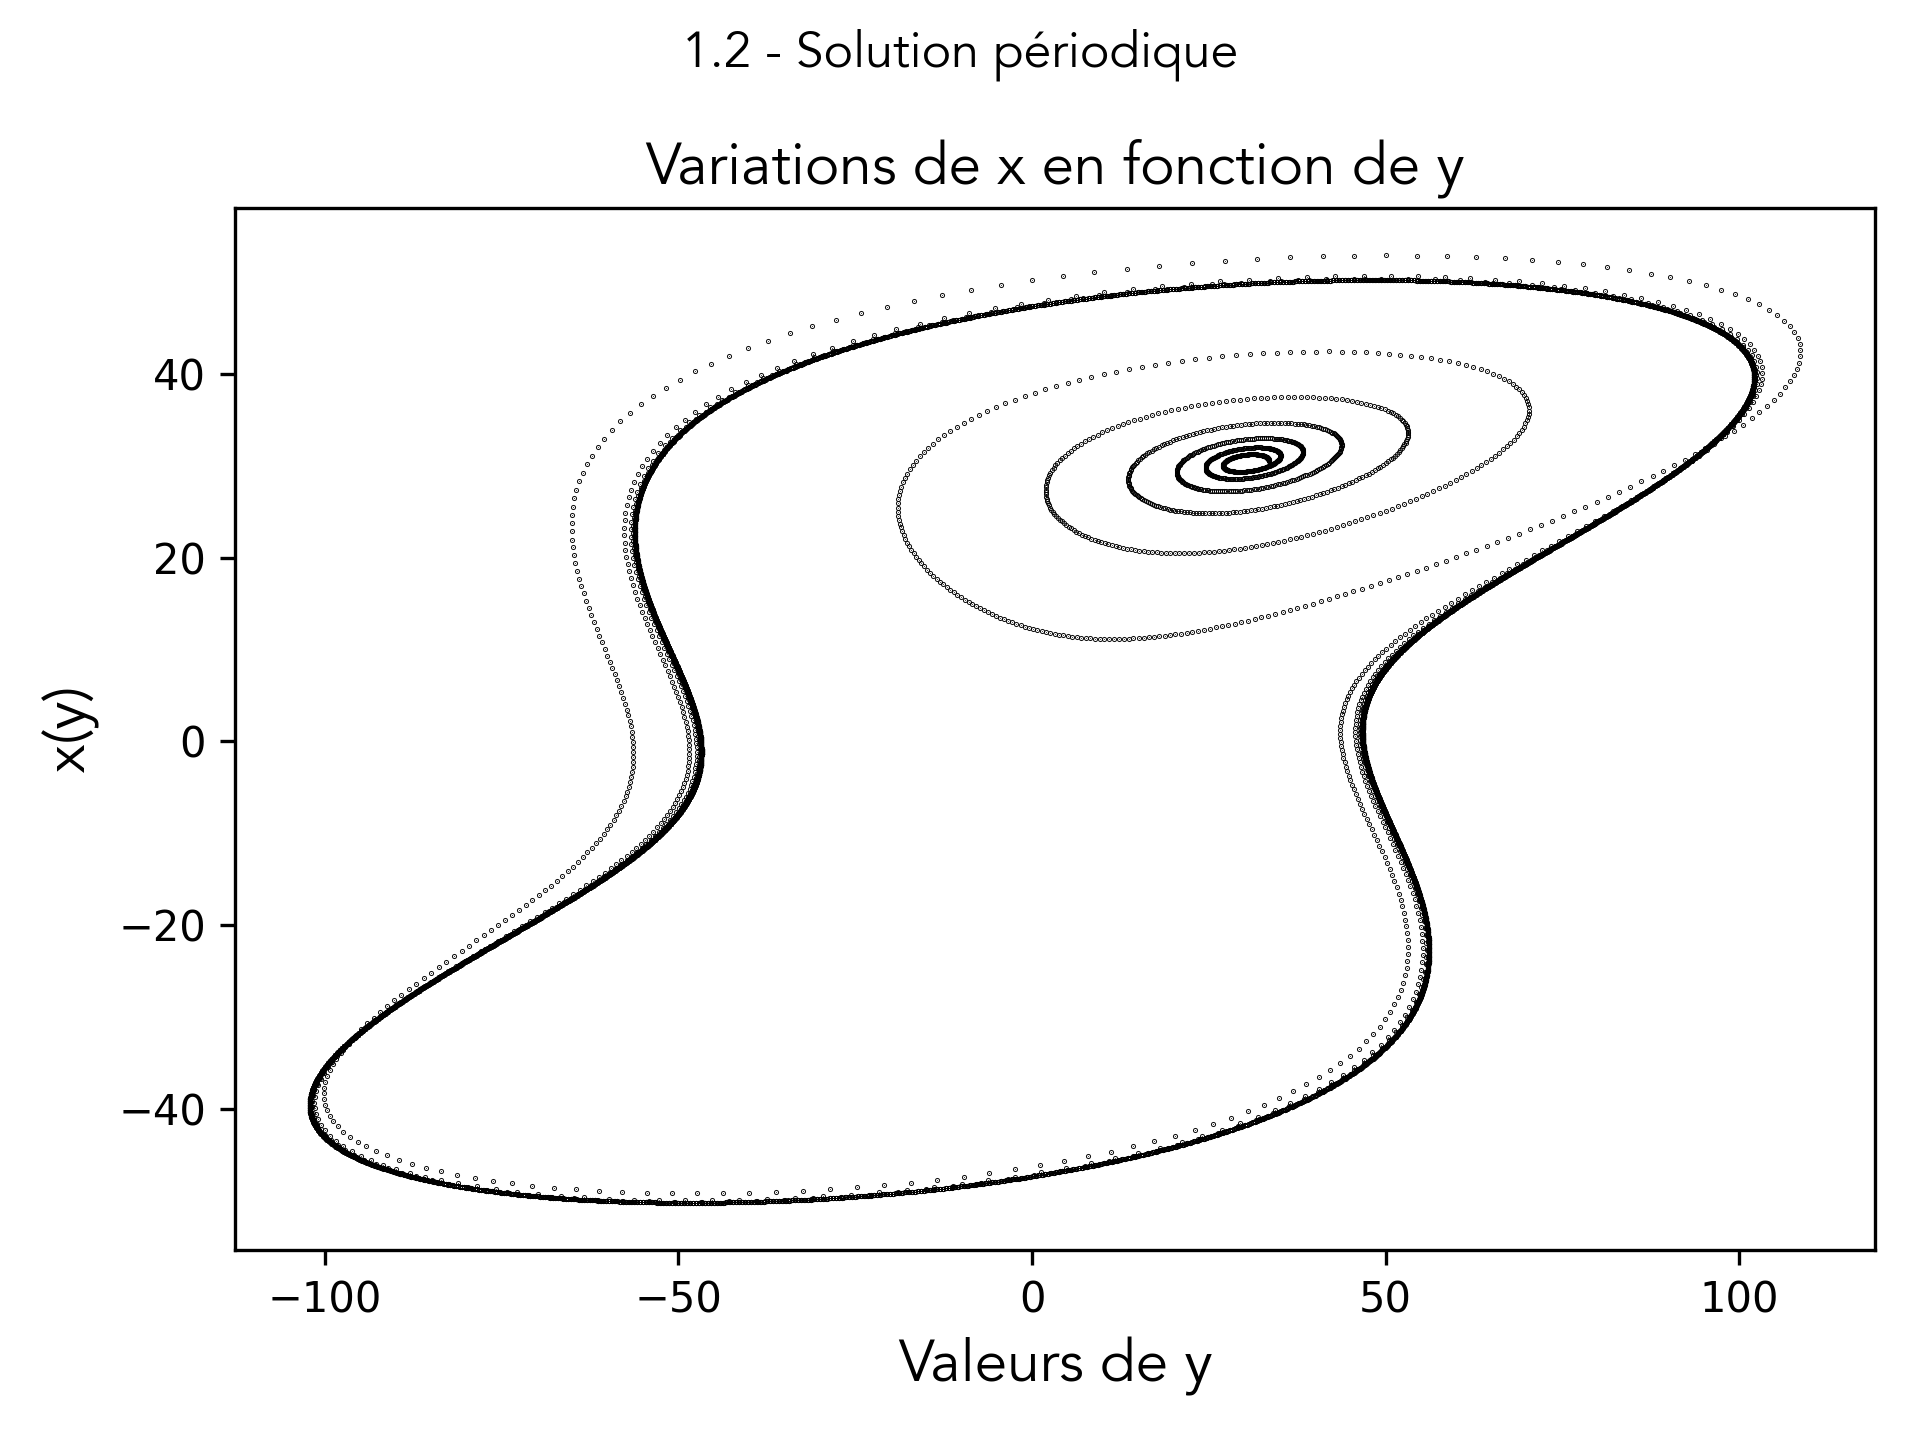 1.2 - Solution périodique
Variations de x en fonction de y
40
20
0
−20
−40
x(y)
−100
−50
0
50
100
Valeurs de y